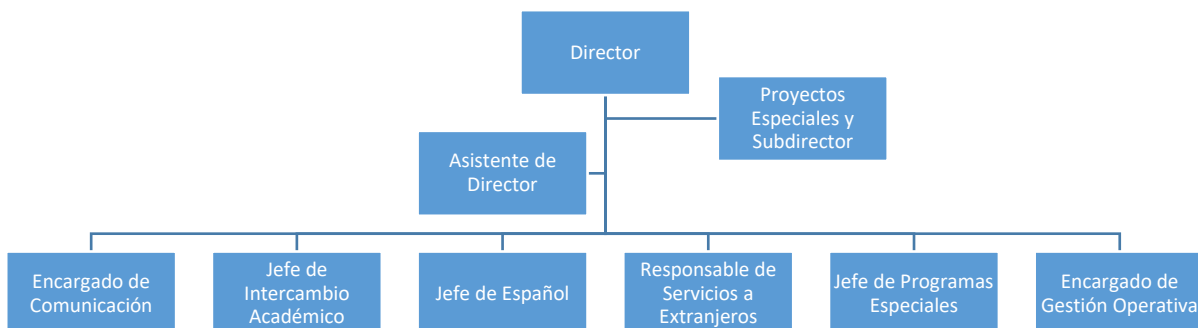 Director
Proyectos
Especiales y
Subdirector
Asistente de
Director
Encargado de
Comunicación
Jefe de
Intercambio
Académico
Jefe de Español
Responsable de
Servicios a
Extranjeros
Jefe de Programas
Especiales
Encargado de
Gestión Operativa